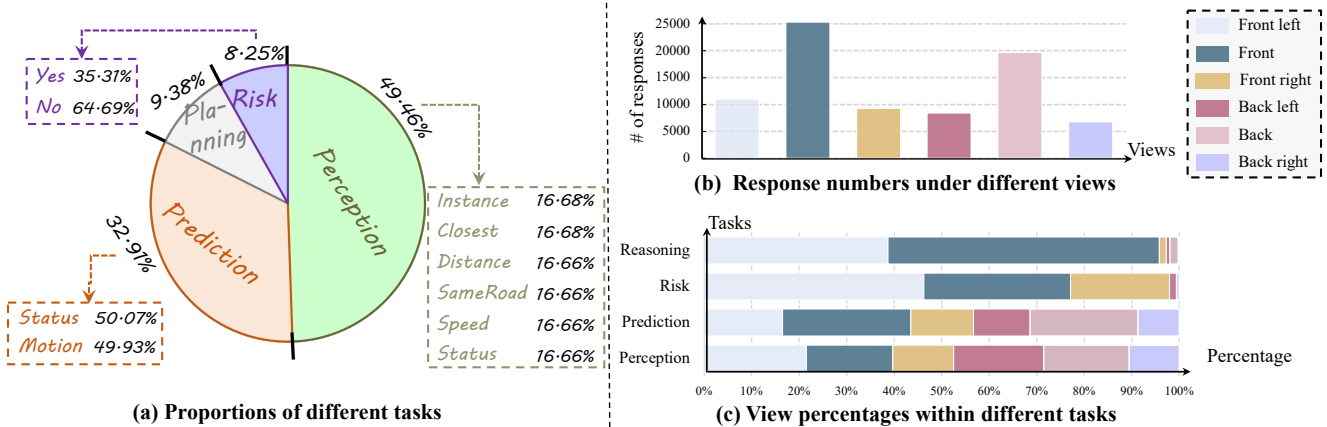 8.25%
9.38%
49.46%
32.91%
Yes 35.31%
No 64.69%
Risk
Pla-
nning
Perception
Prediction
Instance 16.68%
Closest 16.68%
Distance 16.66%
SameRoad 16.66%
Speed 16.66%
Status 16.66%
Status 50.07%
Motion 49.93%
(a) Proportions of different tasks
# of responses
25000
20000
15000
10000
5000
0
Views
(b) Response numbers under different views
Front left
Front
Front right
Back left
Back
Back right
Tasks
Reasoning
Risk
Prediction
Perception
Percentage
0% 10% 20% 30% 40% 50% 60% 70% 80% 90% 100%
(c) View percentages within different tasks